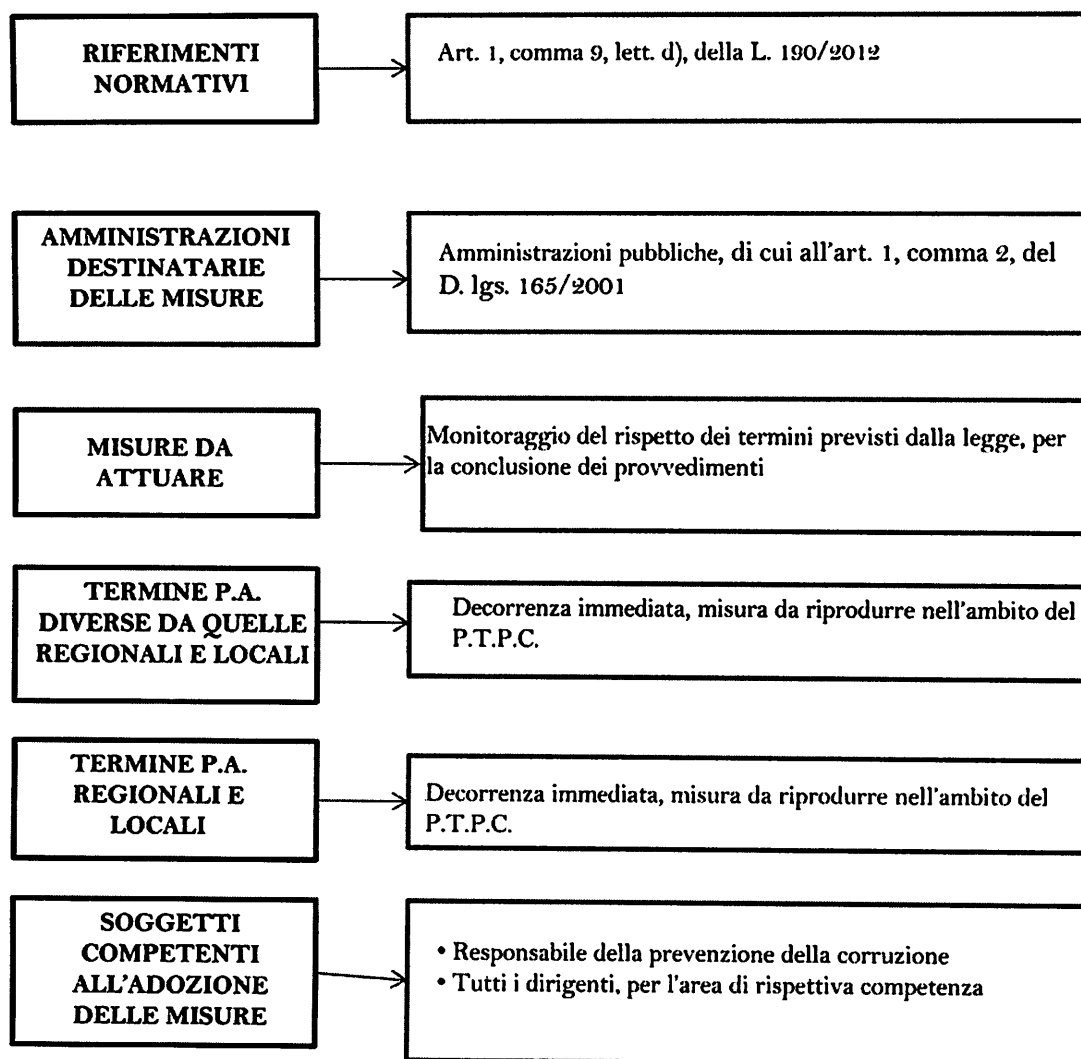 RIFERIMENTI
NORMATIVI
Art. 1, comma 9, lett. d), della L. 190/2012
AMMINISTRAZIONI
DESTINATARIE
DELLE MISURE
Amministrazioni pubbliche, di cui all'art. 1, comma 2, del
D. lgs. 165/2001
MISURE DA
ATTUARE
Monitoraggio del rispetto dei termini previsti dalla legge, per
la conclusione dei provvedimenti
TERMINE P.A.
DIVERSE DA QUELLE
REGIONALI E LOCALI
Decorrenza immediata, misura da riprodurre nell'ambito del
P.T.P.C.
TERMINE P.A.
REGIONALI E
LOCALI
Decorrenza immediata, misura da riprodurre nell'ambito del
P.T.P.C.
SOGGETTI
COMPETENTI
ALL'ADOZIONE
DELLE MISURE
• Responsabile della prevenzione della corruzione
• Tutti i dirigenti, per l'area di rispettiva competenza